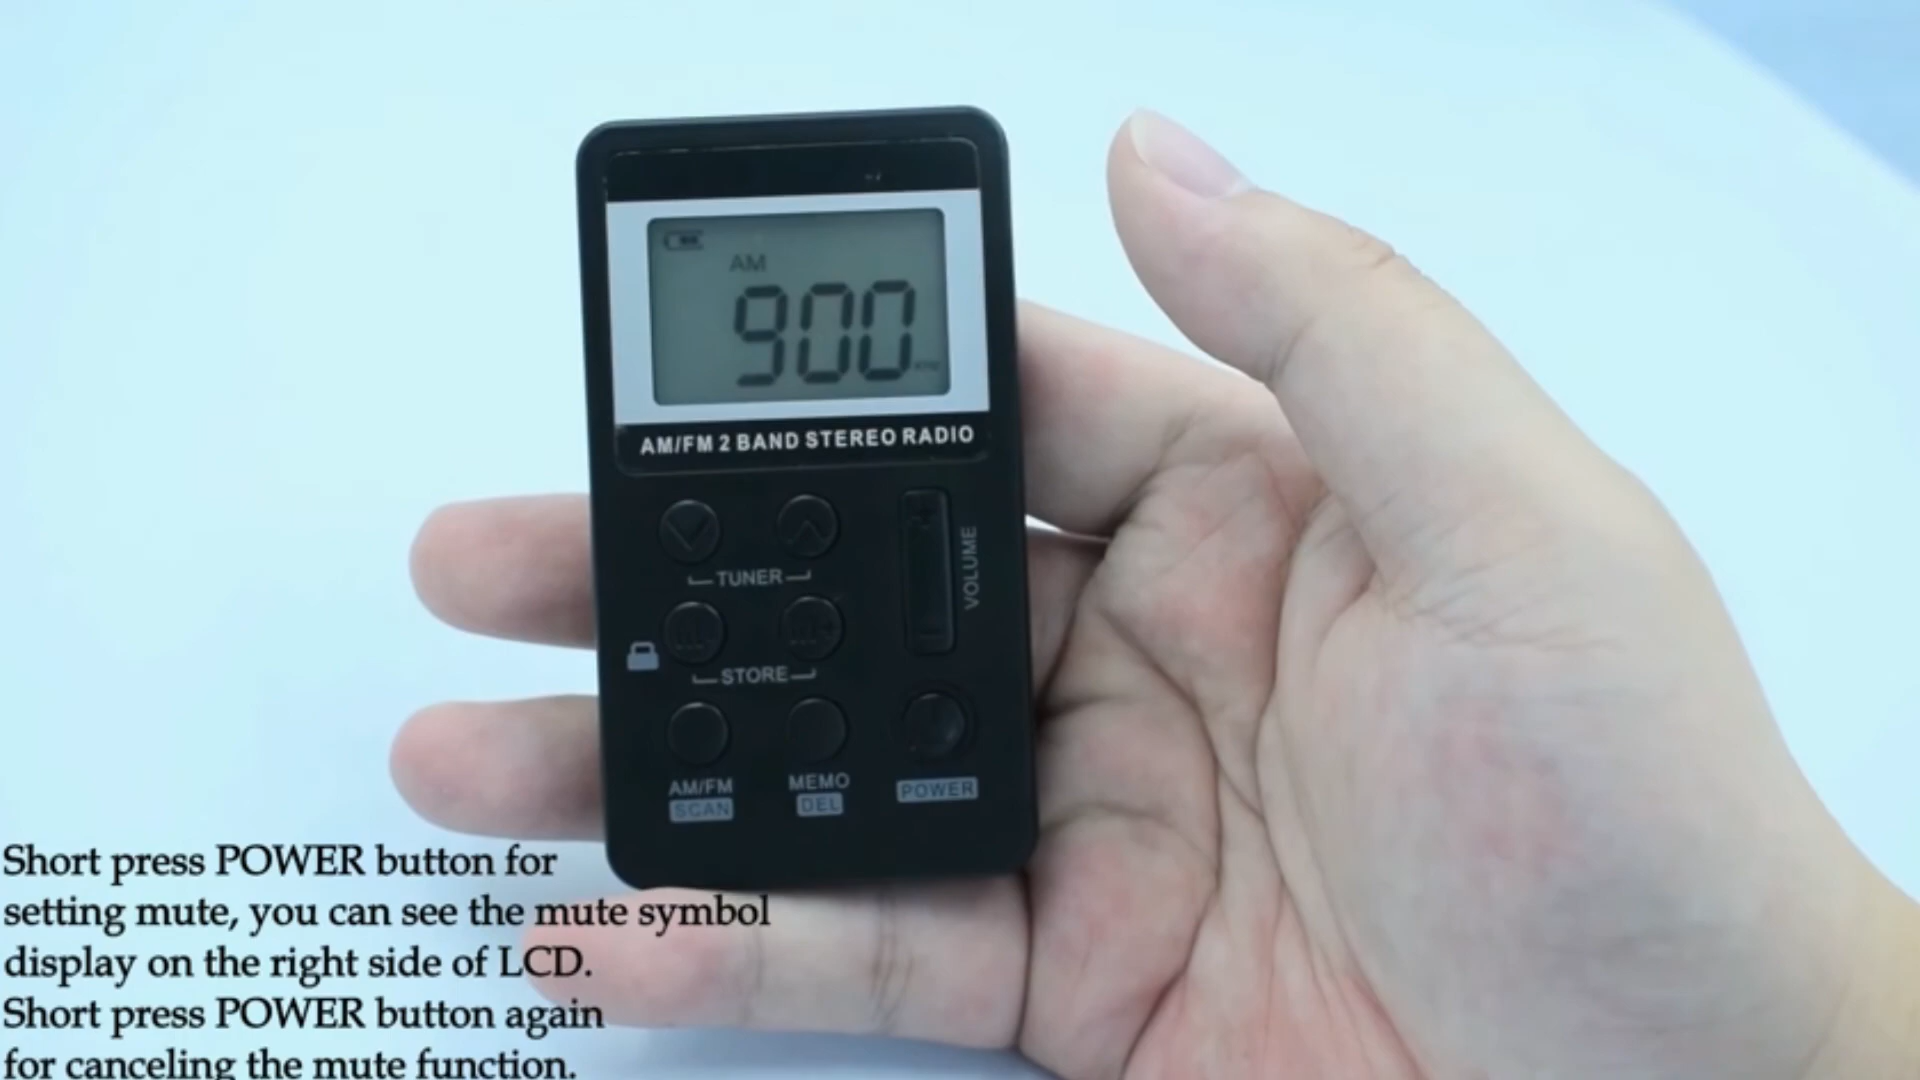 AM
900
KHz
AM/FM 2 BAND STEREO RADIO
TUNER
VOLUME
M- M+
STORE
AM/FM MEMO
SCAN DEL POWER
Short press POWER button for
setting mute, you can see the mute symbol
display on the right side of LCD.
Short press POWER button again
for canceling the mute function.